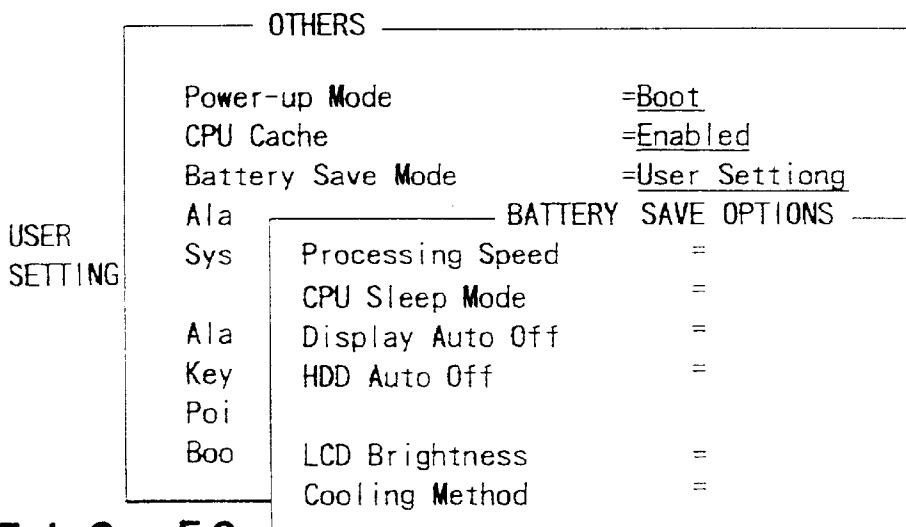 OTHERS
Power-up Mode =Boot
CPU Cache =Enabled
Battery Save Mode =User Settiong
Ala
BATTERY SAVE OPTIONS
USER
SETTING
Sys
Processing Speed =
CPU Sleep Mode =
Ala
Display Auto Off =
Key
HDD Auto Off =
Poi
Boo
LCD Brightness =
Cooling Method =